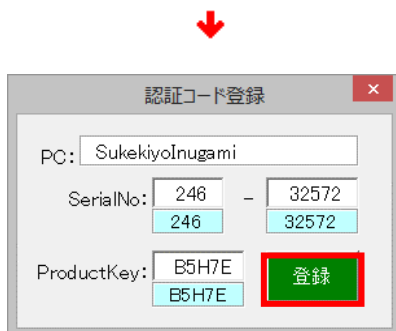 認証コード登録
PC: SukekiyoInugami
SerialNo: 246 – 32572
246 32572
ProductKey: B5H7E 登録
B5H7E